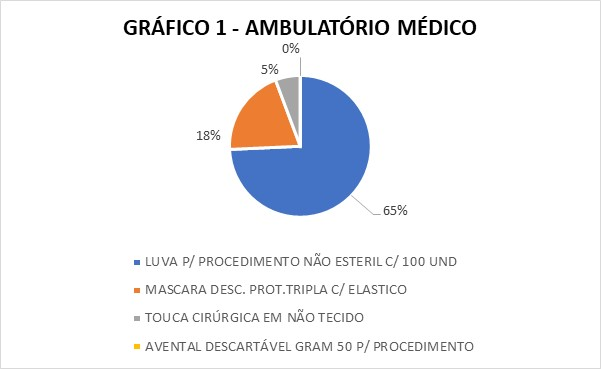 GRÁFICO 1 - AMBULATÓRIO MÉDICO
0%
5%
18%
65%
LUVA P/ PROCEDIMENTO NÃO ESTERIL C/ 100 UND
MASCARA DESC. PROT.TRIPLA C/ ELASTICO
TOUCA CIRÚRGICA EM NÃO TECIDO
AVENTAL DESCARTÁVEL GRAM 50 P/ PROCEDIMENTO